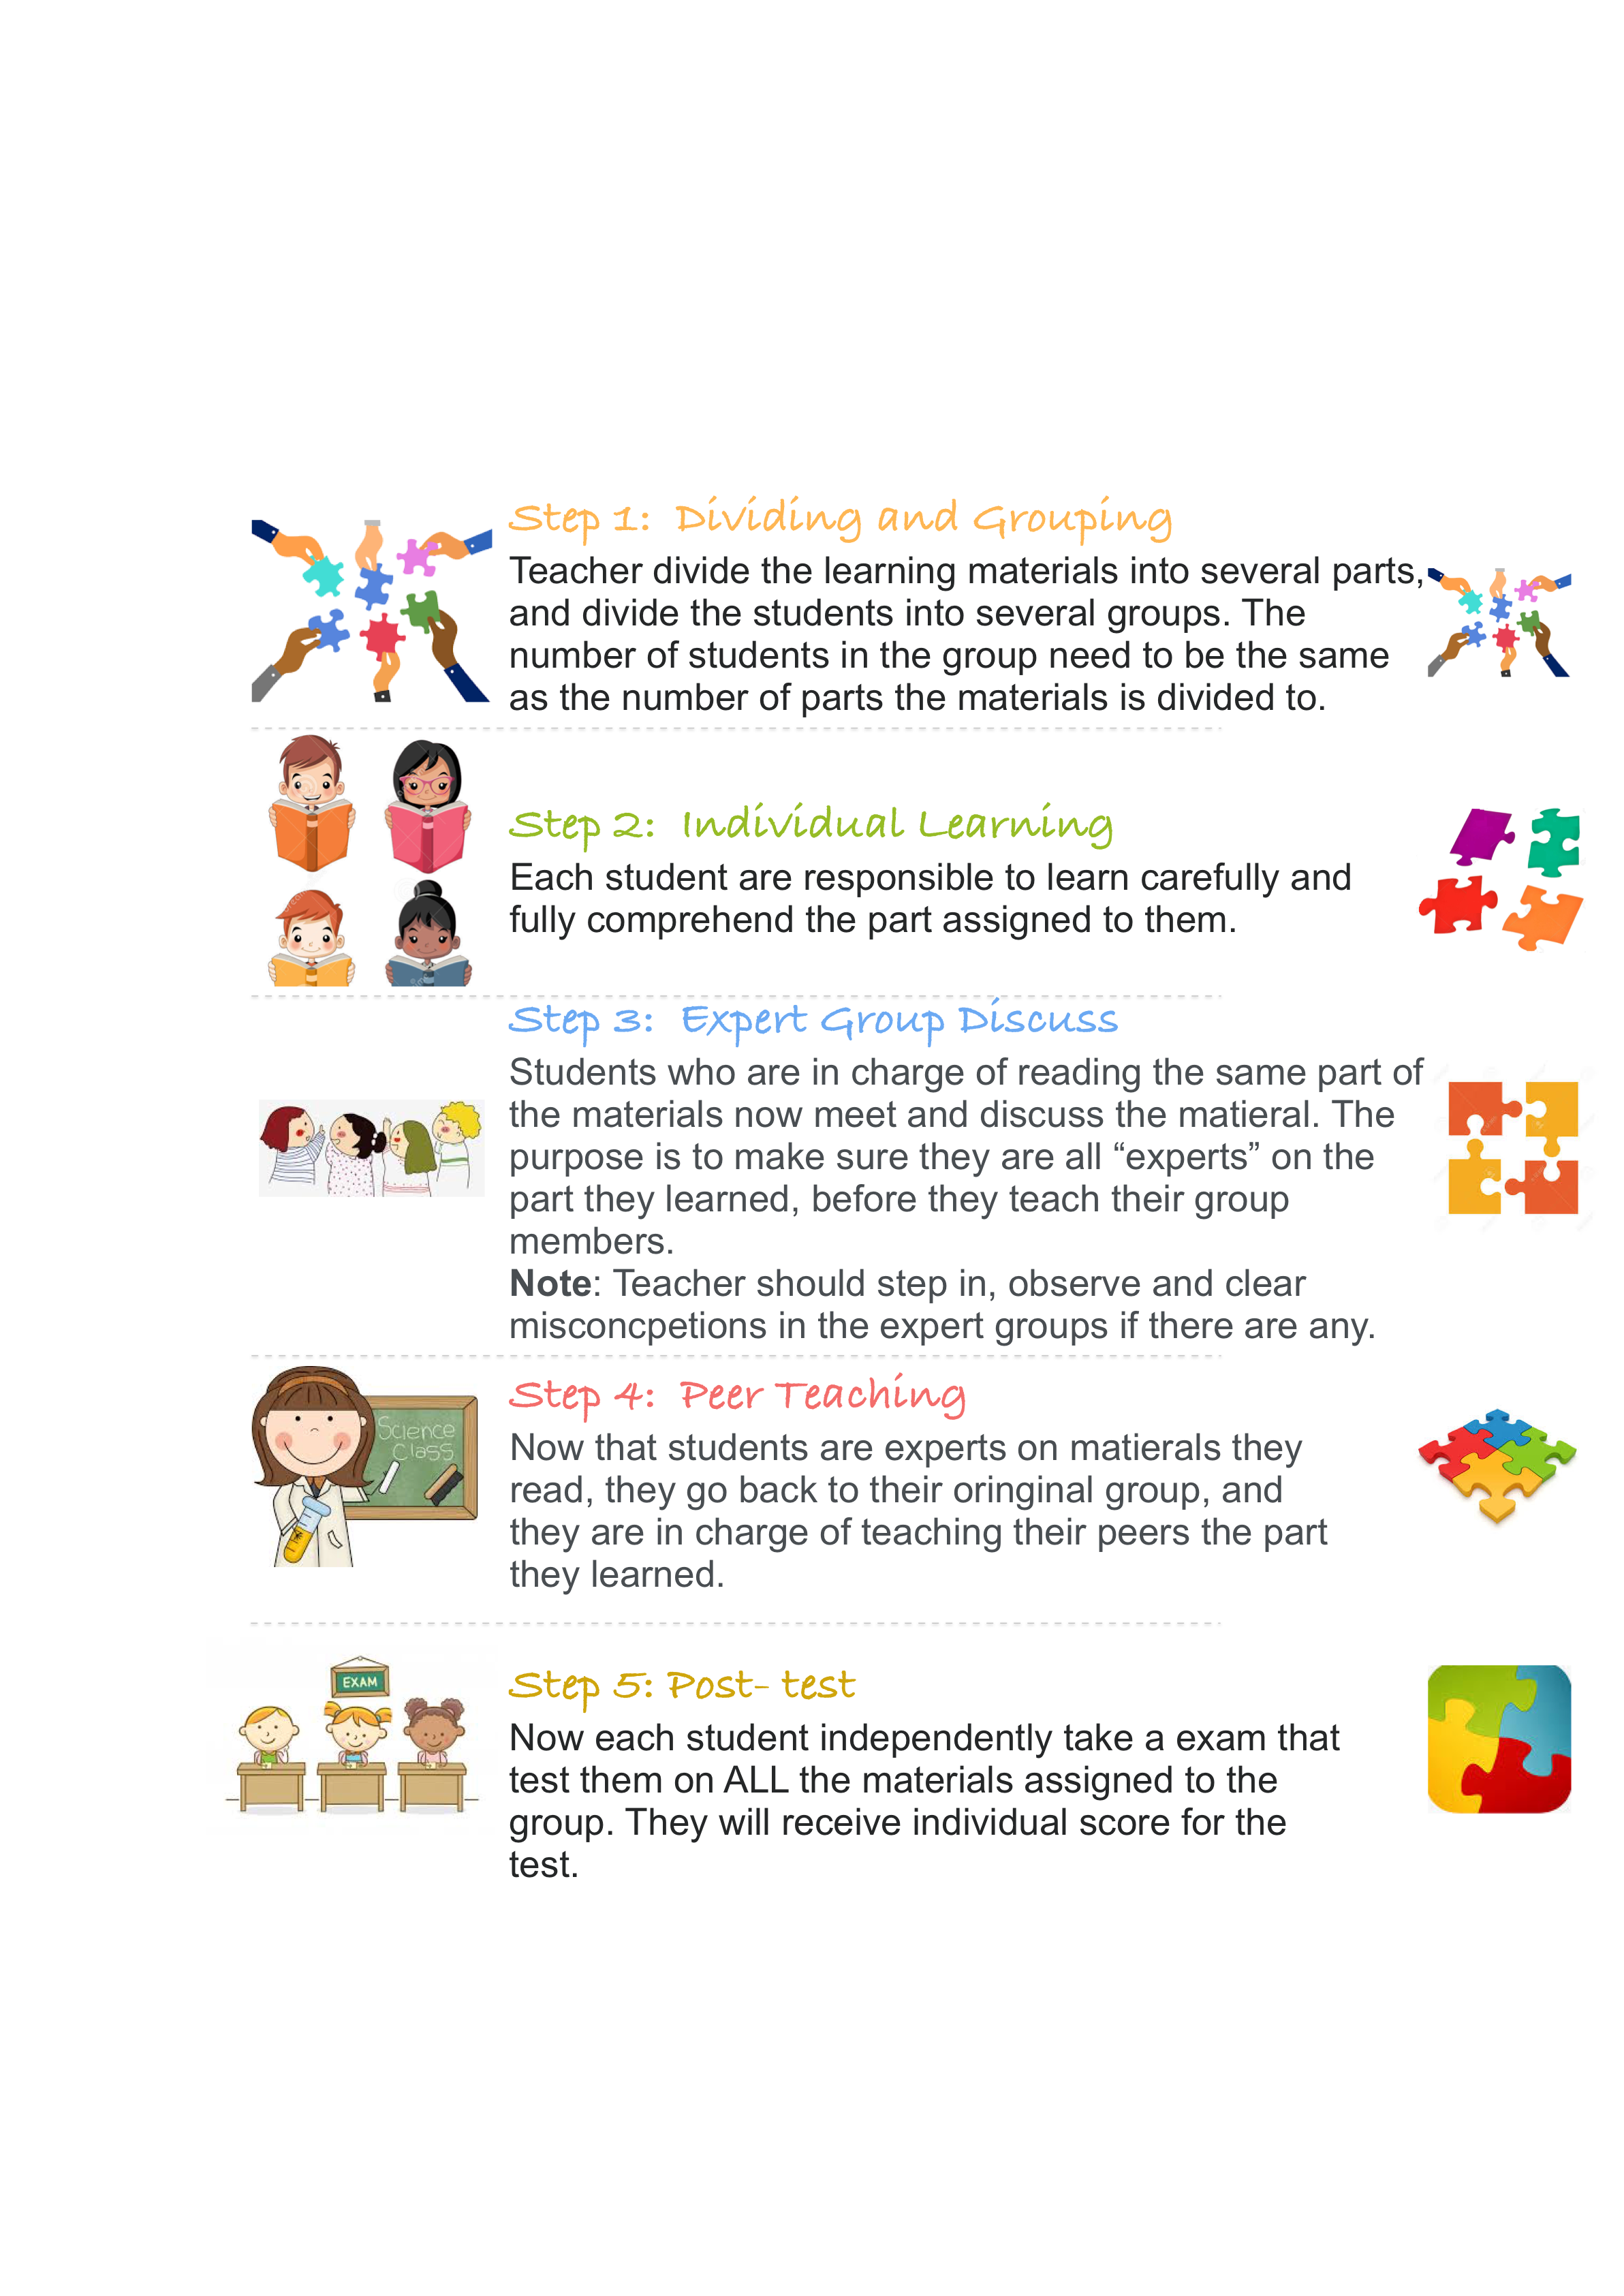 Step 1: Dividing and Grouping
Teacher divide the learning materials into several parts,
and divide the students into several groups. The
number of students in the group need to be the same
as the number of parts the materials is divided to.
Step 2: Individual Learning
Each student are responsible to learn carefully and
fully comprehend the part assigned to them.
Step 3: Expert Group Discuss
Students who are in charge of reading the same part of
the materials now meet and discuss the matieral. The
purpose is to make sure they are all “experts” on the
part they learned, before they teach their group
members.
Note: Teacher should step in, observe and clear
misconcpetions in the expert groups if there are any.
Science
Class
Step 4: Peer Teaching
Now that students are experts on matierals they
read, they go back to their oringinal group, and
they are in charge of teaching their peers the part
they learned.
EXAM
Step 5: Post- test
Now each student independently take a exam that
test them on ALL the materials assigned to the
group. They will receive individual score for the
test.